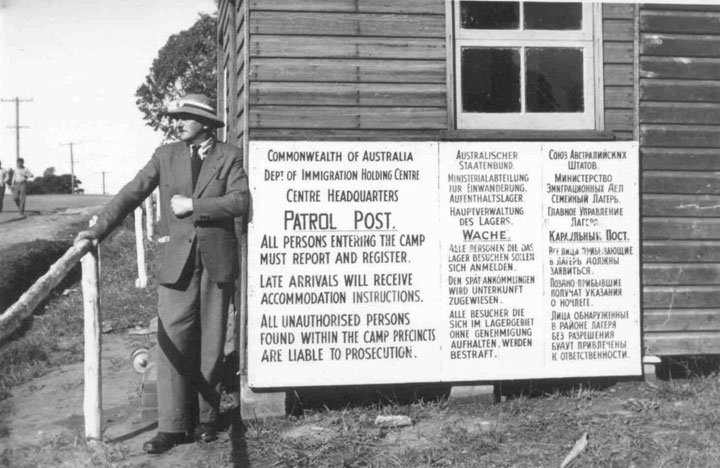 COMMONWEALTH OF AUSTRALIA
DEPT OF IMMIGRATION HOLDING CENTRE
CENTRE HEADQUARTERS
PATROL POST.
ALL PERSONS ENTERING THE CAMP
MUST REPORT AND REGISTER.
LATE ARRIVALS WILL RECEIVE
ACCOMMODATION INSTRUCTIONS.
ALL UNAUTHORISED PERSONS
FOUND WITHIN THE CAMP PRECINCTS
ARE LIABLE TO PROSECUTION.
AUSTRALISCHER
STAATENBUND.
MINISTERIALABTEILUNG
FÜR EINWANDERUNG,
AUFENTHALTSLAGER.
HAUPTVERWALTUNG
DES LAGERS.
WACHE.
ALLE PERSONEN DIE DAS
LAGER BESUCHEN SOLLEN
SICH ANMELDEN.
DEN SPÄT ANKÖMMLINGEN
WIRD UNTERKUNFT
ZUGEWIESEN.
ALLE BESUCHER DIE
SICH IM LAGERGEBIET
OHNE GENEHMIGUNG
AUFHALTEN, WERDEN
BESTRAFT.
СОЮЗ АВСТРАЛИЙСКИХ
ШТАТОВ.
МИНИСТЕРСТВО
ЭМИГРАЦИОННЫХ ДЕЛ
СЕМЕЙНЫЙ ЛАГЕРЬ.
ГЛАВНОЕ УПРАВЛЕНИЕ
ЛАГЕРЯ
КАРАУЛЬНЫЙ ПОСТ.
ВСЕ ЛИЦА ПРИБЫВАЮЩИЕ
В ЛАГЕРЬ ДОЛЖНЫ
ЗАЯВИТЬСЯ.
ПОЗДНО ПРИБЫВШИЕ
ПОЛУЧАТ УКАЗАНИЯ
О НОЧЛЕГЕ.
ЛИЦА ОБНАРУЖЕННЫЕ
В РАЙОНЕ ЛАГЕРЯ
БЕЗ РАЗРЕШЕНИЯ
БУДУТ ПРИВЛЕЧЕНЫ
К ОТВЕТСТВЕННОСТИ.